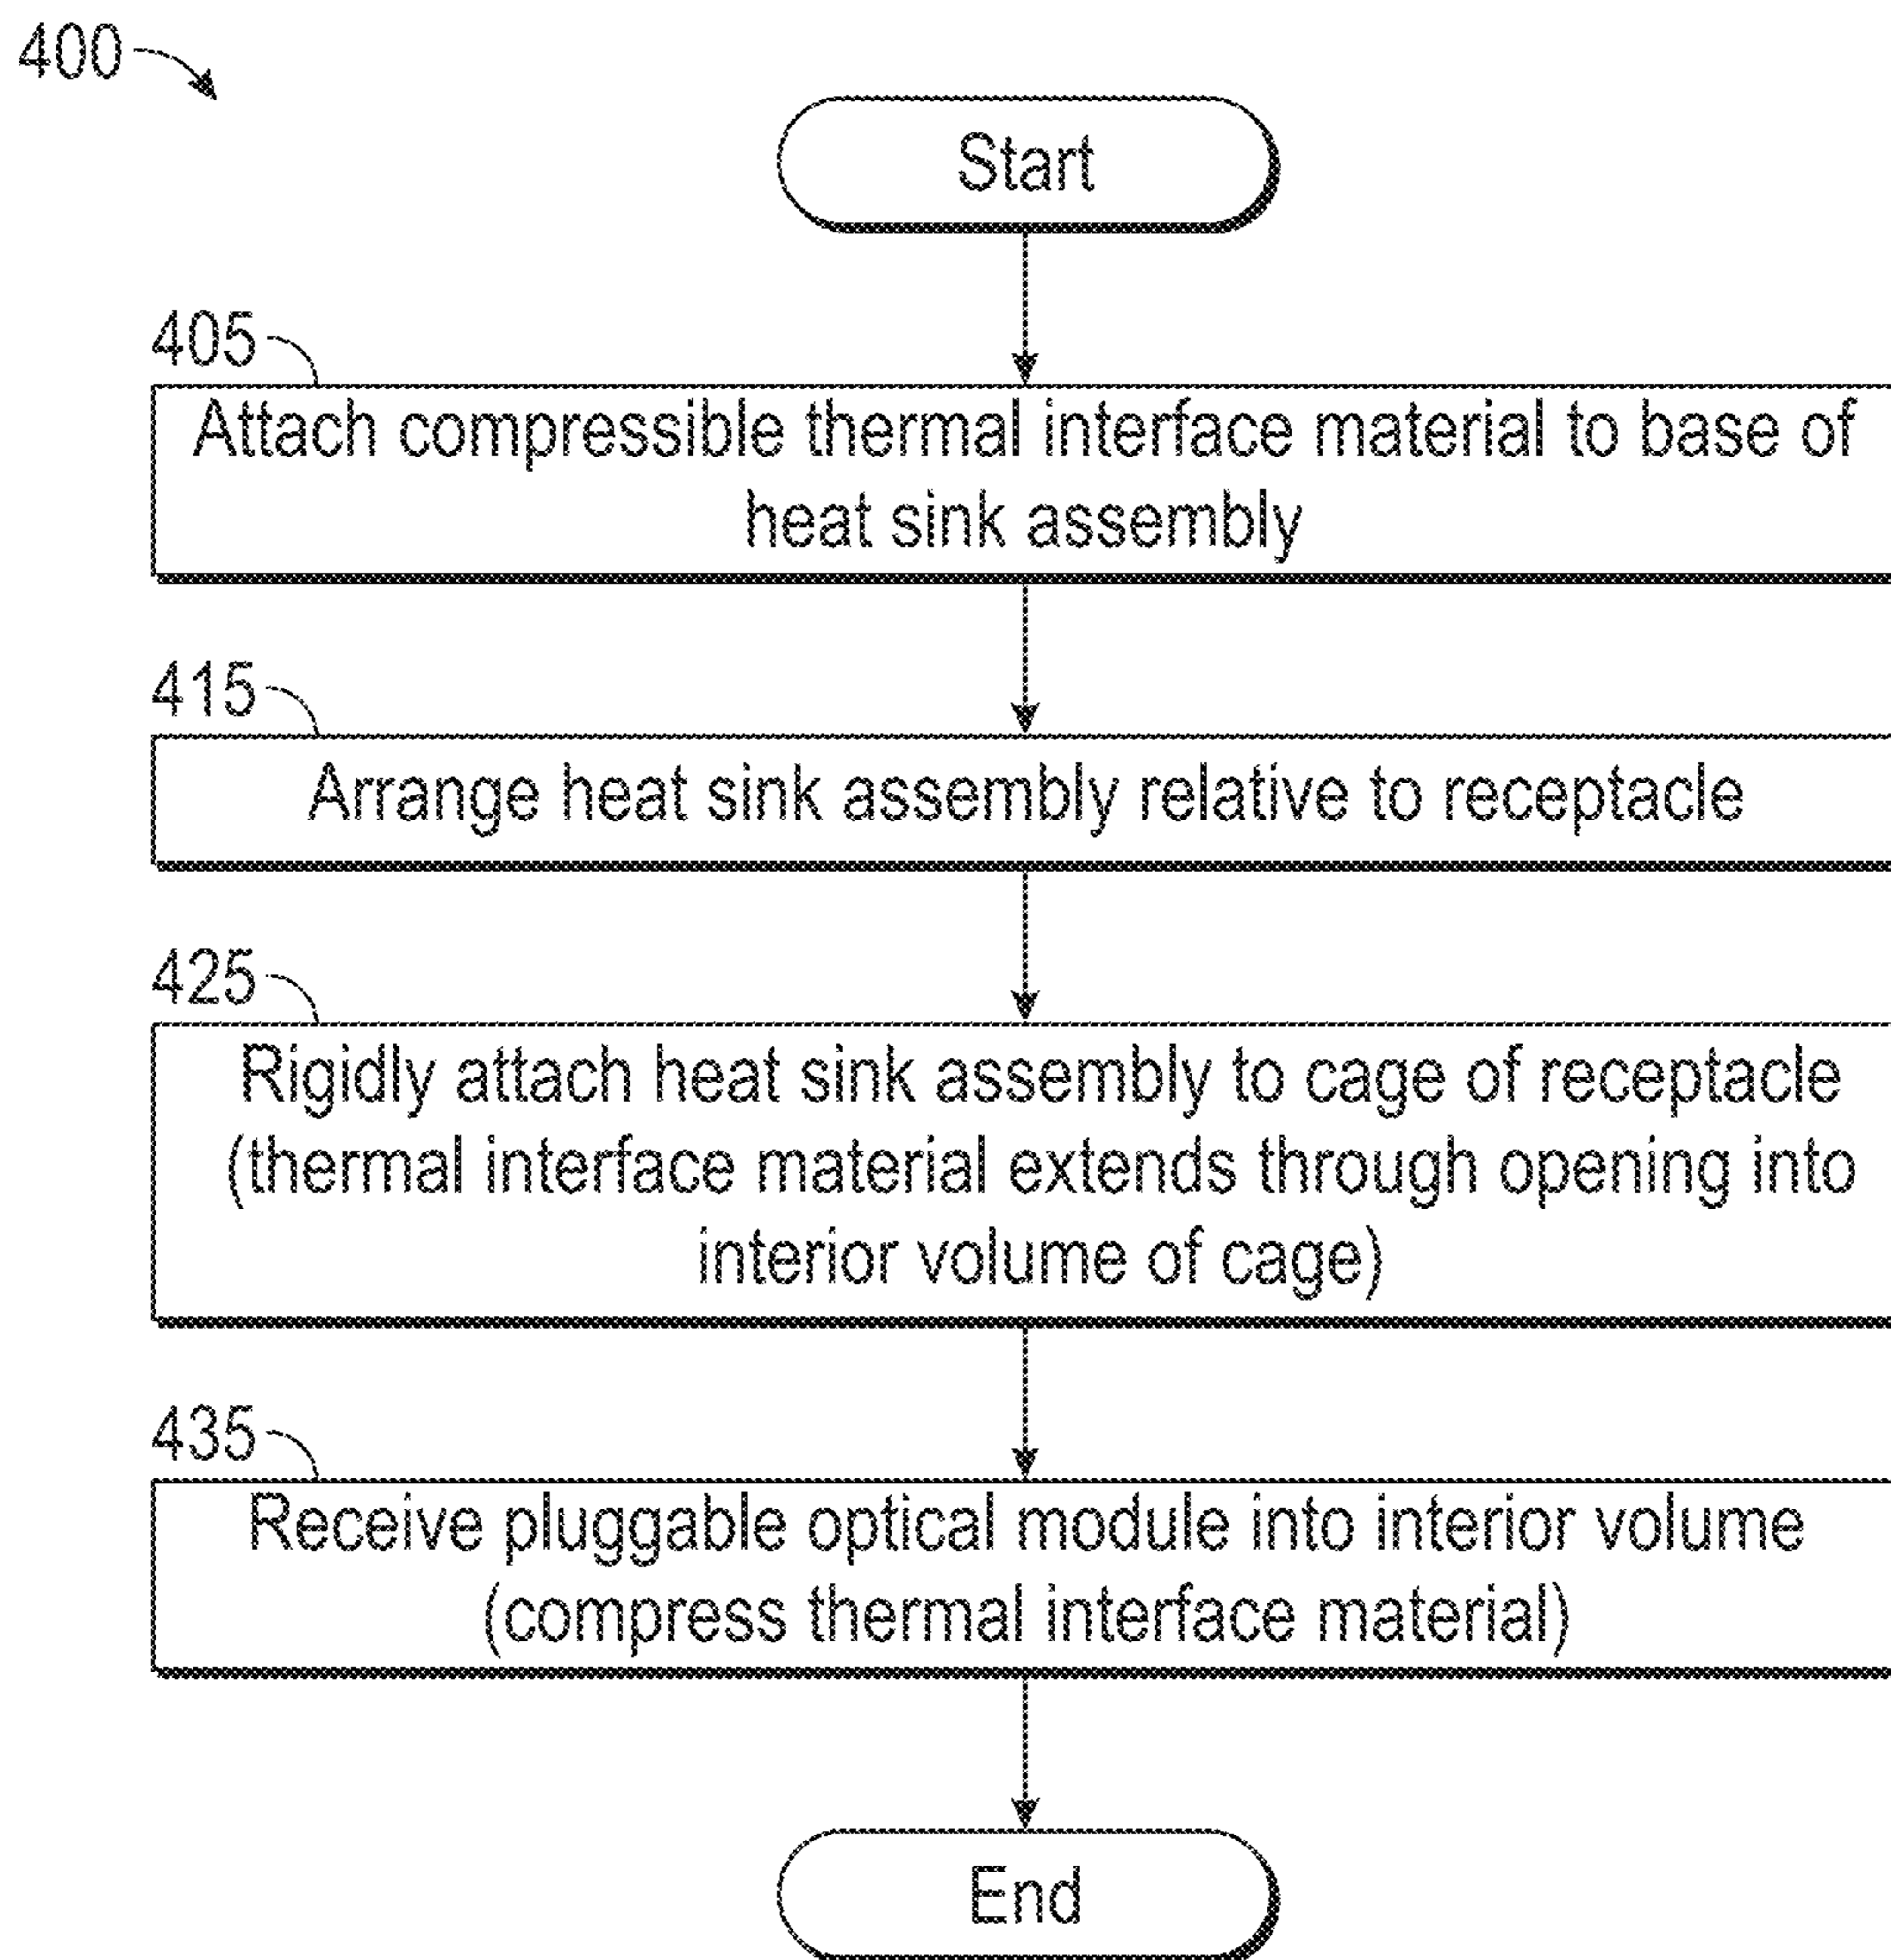 400
Start
405
Attach compressible thermal interface material to base of
heat sink assembly
415
Arrange heat sink assembly relative to receptacle
425
Rigidly attach heat sink assembly to cage of receptacle
(thermal interface material extends through opening into
interior volume of cage)
435
Receive pluggable optical module into interior volume
(compress thermal interface material)
End